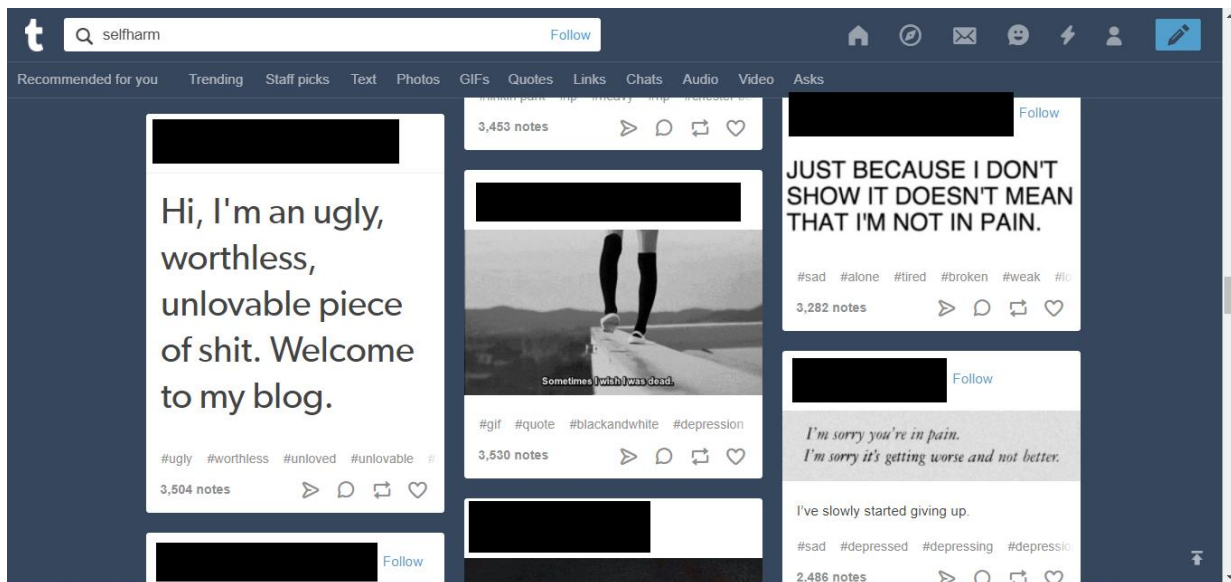 t
selfharm
Follow
Recommended for you Trending Staff picks Text Photos GIFs Quotes Links Chats Audio Video Asks
3,453 notes
Hi, I'm an ugly,
worthless,
unlovable piece
of shit. Welcome
to my blog.
#ugly #worthless #unloved #unlovable #
3,504 notes
Follow
Sometimes I wish I was dead.
#gif #quote #blackandwhite #depression
3,530 notes
Follow
JUST BECAUSE I DON'T
SHOW IT DOESN'T MEAN
THAT I'M NOT IN PAIN.
#sad #alone #tired #broken #weak #lo
3,282 notes
Follow
I'm sorry you're in pain.
I'm sorry it's getting worse and not better.
I've slowly started giving up.
#sad #depressed #depressing #depressio
2,486 notes